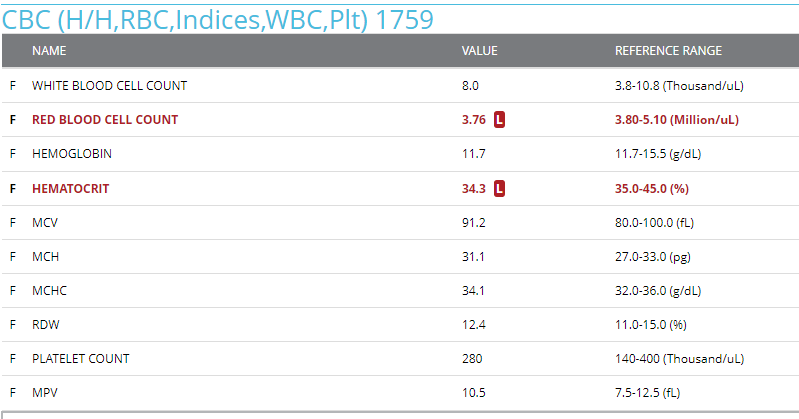 CBC (H/H,RBC,Indices,WBC,Plt) 1759
NAME VALUE REFERENCE RANGE
F WHITE BLOOD CELL COUNT 8.0 3.8-10.8 (Thousand/uL)
F RED BLOOD CELL COUNT 3.76 L 3.80-5.10 (Million/uL)
F HEMOGLOBIN 11.7 11.7-15.5 (g/dL)
F HEMATOCRIT 34.3 L 35.0-45.0 (%)
F MCV 91.2 80.0-100.0 (fL)
F MCH 31.1 27.0-33.0 (pg)
F MCHC 34.1 32.0-36.0 (g/dL)
F RDW 12.4 11.0-15.0 (%)
F PLATELET COUNT 280 140-400 (Thousand/uL)
F MPV 10.5 7.5-12.5 (fL)